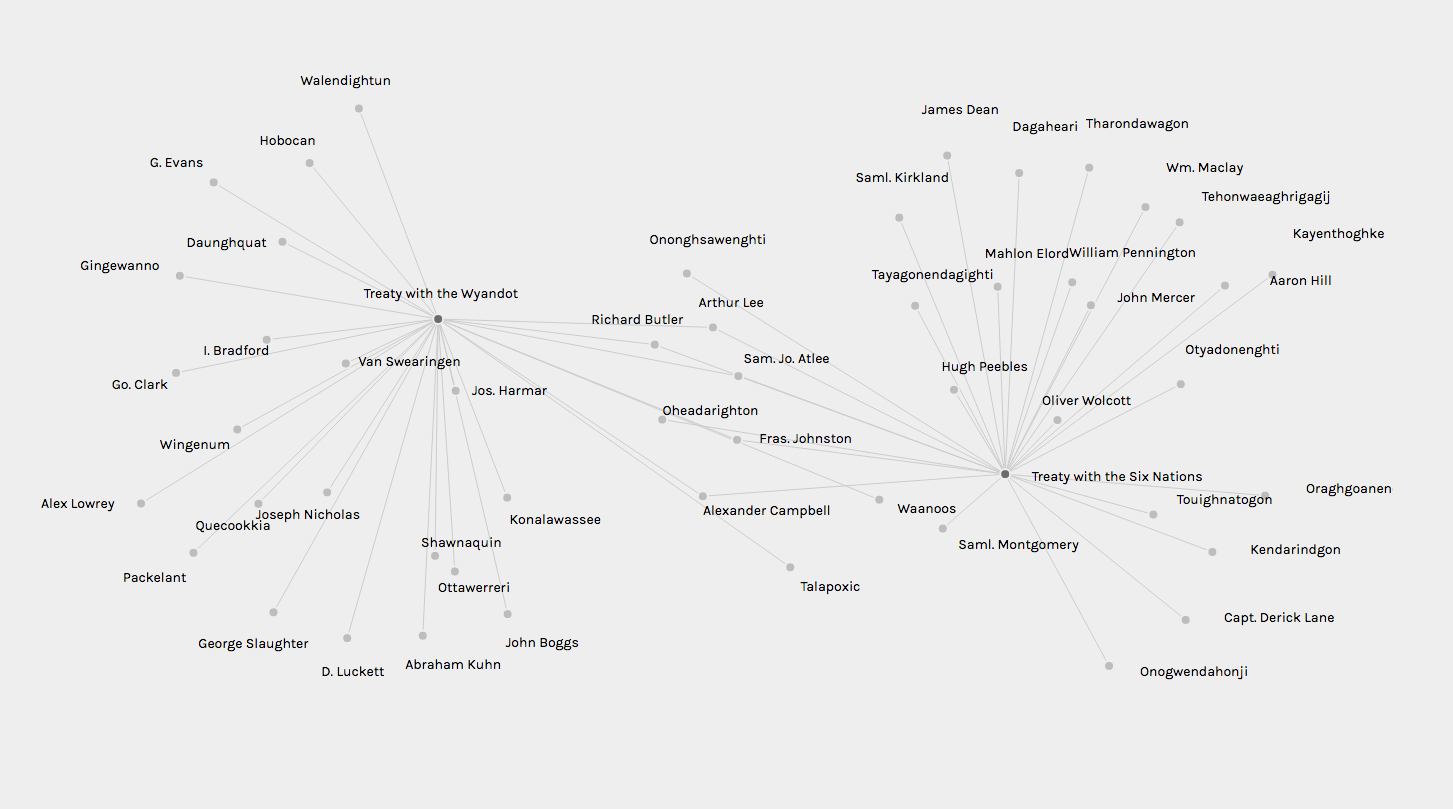 Walendightun
James Dean
Dagaheari
Tharondawagon
Hobocan
G. Evans
Wm. Maclay
Saml. Kirkland
Tehonwaeaghrigagij
Kayenthoghke
Daunghquat
Ononghsawenghti
Mahlon Elord
William Pennington
Gingewanno
Tayagonendagighti
Aaron Hill
Treaty with the Wyandot
John Mercer
Arthur Lee
Richard Butler
I. Bradford
Otyadonenghti
Van Swearingen
Sam. Jo. Atlee
Hugh Peebles
Go. Clark
Jos. Harmar
Oliver Wolcott
Oheadarighton
Fras. Johnston
Wingenum
Treaty with the Six Nations
Oraghgoanen
Touighnatogon
Alex Lowrey
Waanoos
Alexander Campbell
Joseph Nicholas
Konalawassee
Quecookkia
Shawnaquin
Saml. Montgomery
Kendarindgon
Packelant
Ottawerreri
Talapoxic
Capt. Derick Lane
George Slaughter
John Boggs
Abraham Kuhn
D. Luckett
Onogwendahonji